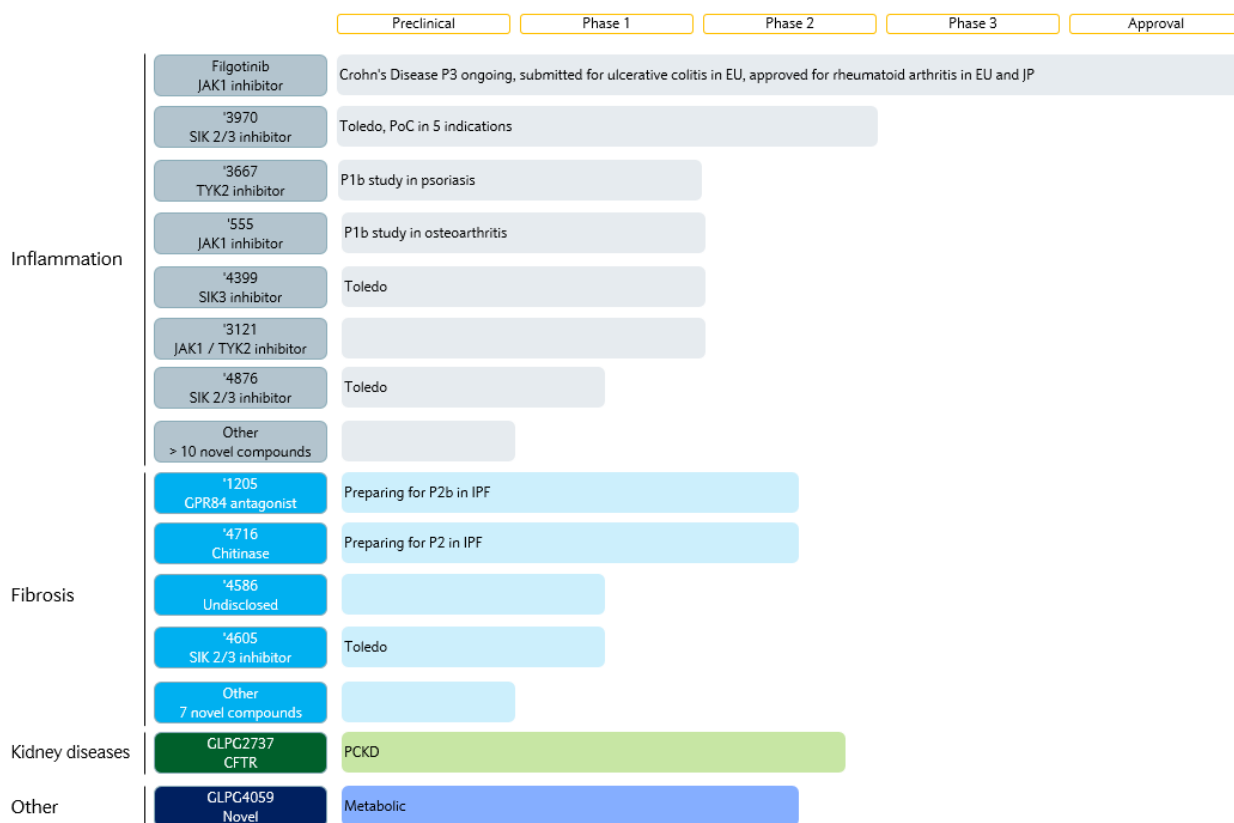 Preclinical
Phase 1
Phase 2
Phase 3
Approval
Inflammation
Filgotinib
JAK1 inhibitor
Crohn's Disease P3 ongoing, submitted for ulcerative colitis in EU, approved for rheumatoid arthritis in EU and JP
'3970
SIK 2/3 inhibitor
Toledo, PoC in 5 indications
'3667
TYK2 inhibitor
P1b study in psoriasis
'555
JAK1 inhibitor
P1b study in osteoarthritis
'4399
SIK3 inhibitor
Toledo
'3121
JAK1 / TYK2 inhibitor
'4876
SIK 2/3 inhibitor
Toledo
Other
> 10 novel compounds
Fibrosis
'1205
GPR84 antagonist
Preparing for P2b in IPF
'4716
Chitinase
Preparing for P2 in IPF
'4586
Undisclosed
'4605
SIK 2/3 inhibitor
Toledo
Other
7 novel compounds
Kidney diseases
GLPG2737
CFTR
PCKD
Other
GLPG4059
Novel
Metabolic